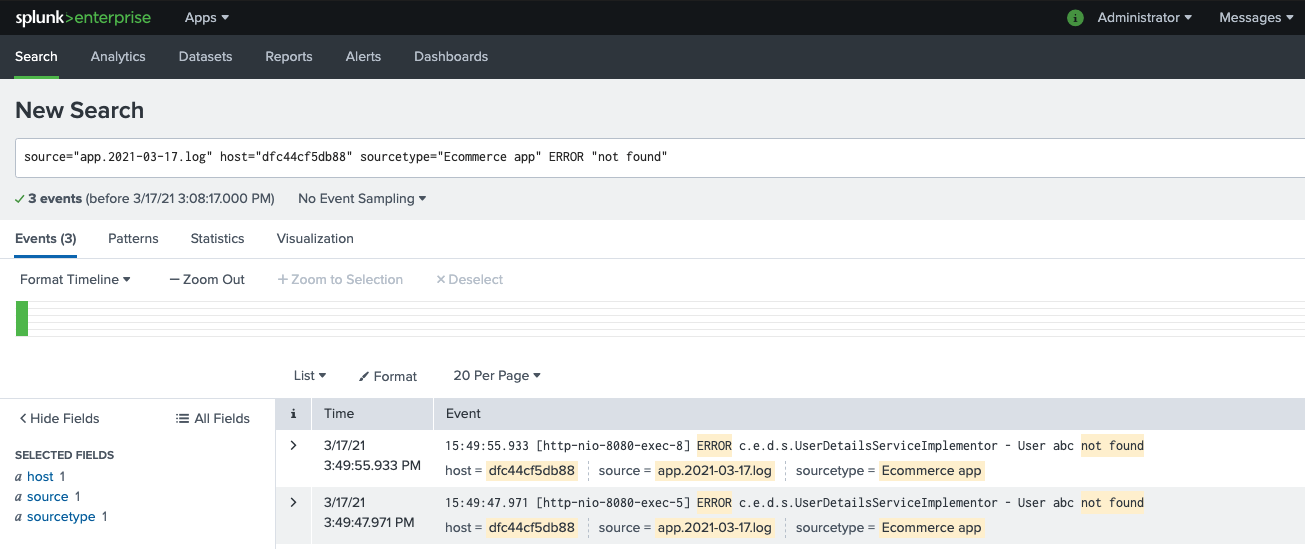 splunk>enterprise Apps Administrator Messages
Search Analytics Datasets Reports Alerts Dashboards
New Search
source="app.2021-03-17.log" host="dfc44cf5db88" sourcetype="Ecommerce app" ERROR "not found"
3 events (before 3/17/21 3:08:17.000 PM) No Event Sampling
Events (3) Patterns Statistics Visualization
Format Timeline — Zoom Out + Zoom to Selection × Deselect
List Format 20 Per Page
< Hide Fields All Fields
i Time Event
SELECTED FIELDS
a host 1
a source 1
a sourcetype 1
> 3/17/21 15:49:55.933 [http-nio-8080-exec-8] ERROR c.e.d.s.UserDetailsServiceImplementor - User abc not found
3:49:55.933 PM host = dfc44cf5db88 source = app.2021-03-17.log sourcetype = Ecommerce app
> 3/17/21 15:49:47.971 [http-nio-8080-exec-5] ERROR c.e.d.s.UserDetailsServiceImplementor - User abc not found
3:49:47.971 PM host = dfc44cf5db88 source = app.2021-03-17.log sourcetype = Ecommerce app